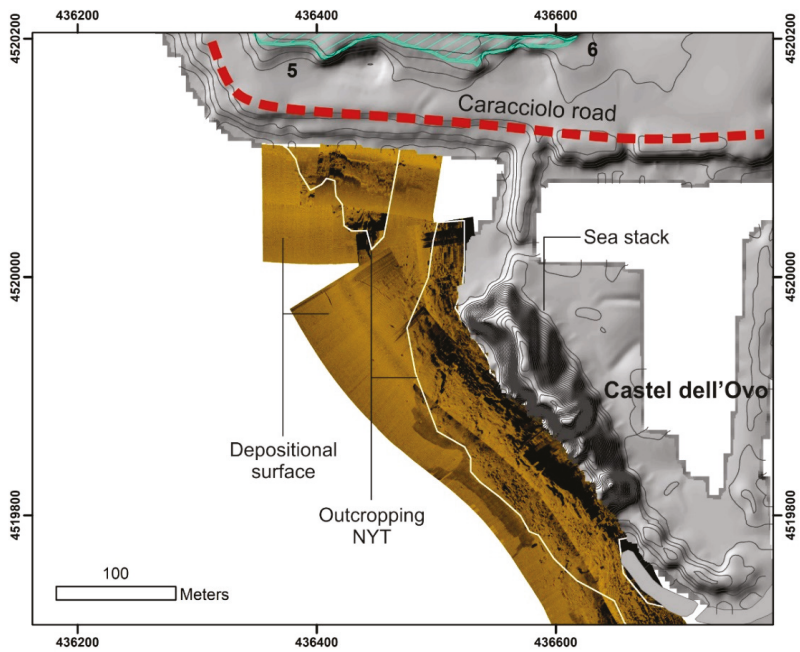 436200
436400
436600
4520200
4520200
5
6
Caracciolo road
Sea stack
4520000
4520000
Castel dell'Ovo
Depositional
surface
Outcropping
NYT
4519800
4519800
100
Meters
436200
436400
436600